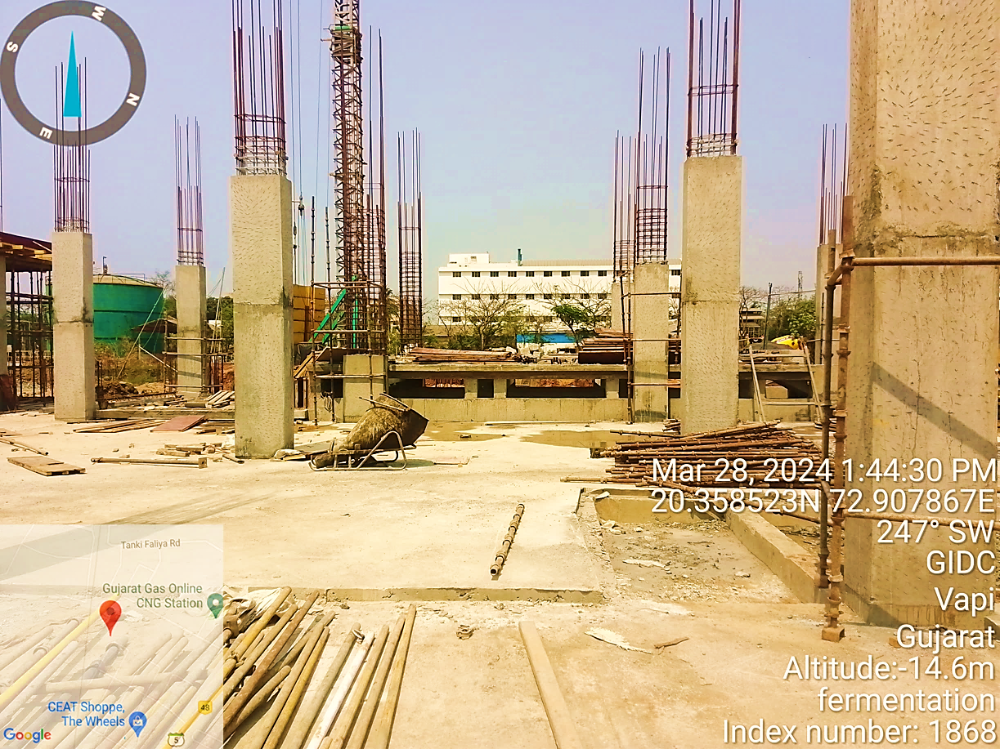 W
S
N
E
Mar 28, 2024 1:44:30 PM
20.358523N 72.907867E
247° SW
GIDC
Vapi
Gujarat
Altitude:-14.6m
fermentation
Index number: 1868
Tanki Faliya Rd
Gujarat Gas Online
CNG Station
CEAT Shoppe,
The Wheels
48
5
Google